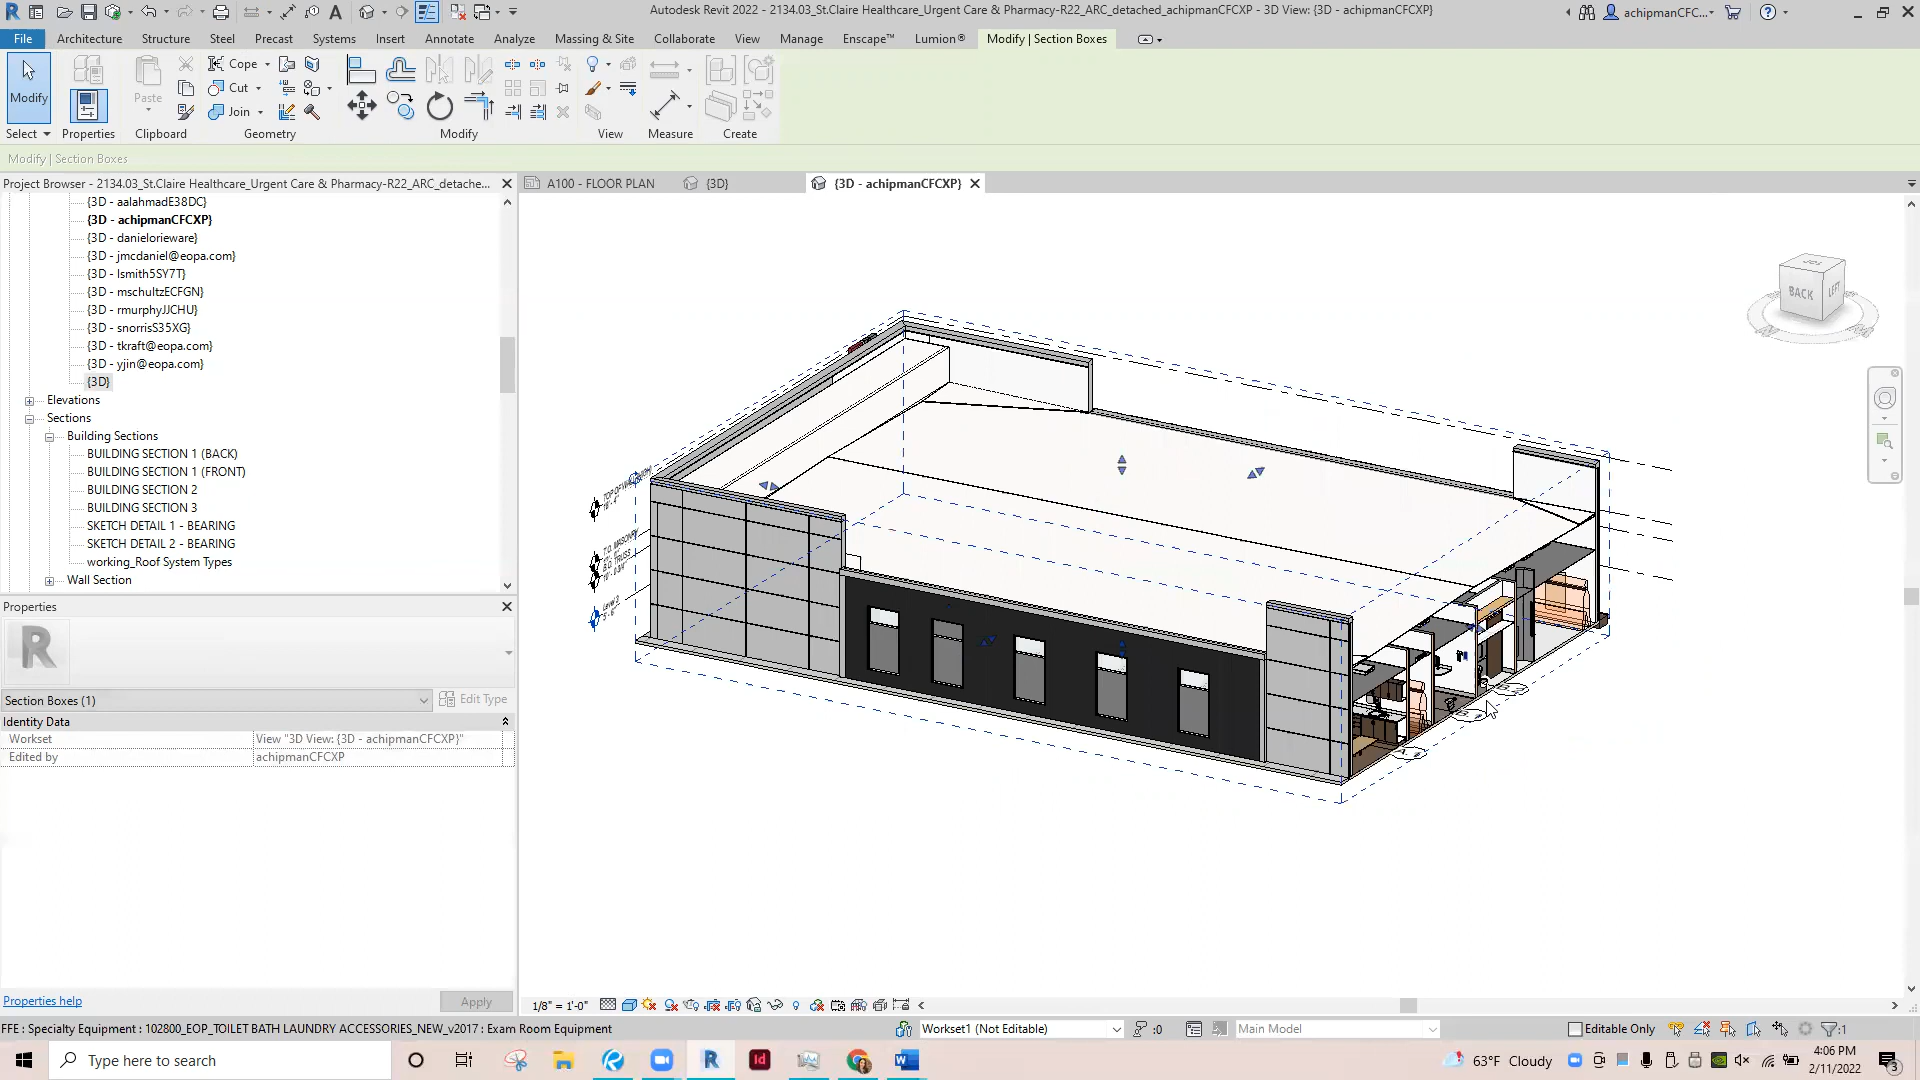 Autodesk Revit 2022 - 2134.03_St.Claire Healthcare_Urgent Care & Pharmacy-R22_ARC_detached_achipmanCFCXP - 3D View: {3D - achipmanCFCXP}
achipmanCFC...
File Architecture Structure Steel Precast Systems Insert Annotate Analyze Massing & Site Collaborate View Manage Enscape™ Lumion® Modify | Section Boxes
Modify
Paste
Cope
Cut
Join
Select Properties Clipboard Geometry Modify View Measure Create
Modify | Section Boxes
Project Browser - 2134.03_St.Claire Healthcare_Urgent Care & Pharmacy-R22_ARC_detache...
A100 - FLOOR PLAN
{3D}
{3D - achipmanCFCXP}
{3D - aalahmadE38DC}
{3D - achipmanCFCXP}
{3D - danielorieware}
{3D - jmcdaniel@eopa.com}
{3D - lsmith5SY7T}
{3D - mschultzECFGN}
{3D - rmurphyJJCHU}
{3D - snorrisS35XG}
{3D - tkraft@eopa.com}
{3D - yjin@eopa.com}
{3D}
Elevations
Sections
Building Sections
BUILDING SECTION 1 (BACK)
BUILDING SECTION 1 (FRONT)
BUILDING SECTION 2
BUILDING SECTION 3
SKETCH DETAIL 1 - BEARING
SKETCH DETAIL 2 - BEARING
working_Roof System Types
Wall Section
BACK
LEFT
TOP
Properties
Section Boxes (1)
Edit Type
Identity Data
Workset View "3D View: {3D - achipmanCFCXP}"
Edited by achipmanCFCXP
T.O. MASONRY
B.O. TRUSS
Level 2
Properties help
Apply
1/8" = 1'-0"
FFE : Specialty Equipment : 102800_EOP_TOILET BATH LAUNDRY ACCESSORIES_NEW_v2017 : Exam Room Equipment
Workset1 (Not Editable)
:0
Main Model
Editable Only
:1
Type here to search
63°F Cloudy
4:06 PM
2/11/2022
3